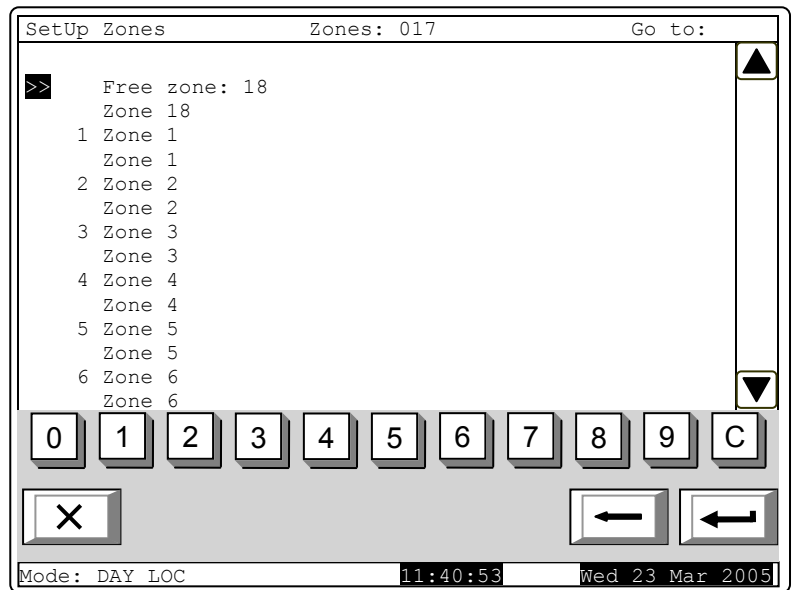 SetUp Zones Zones: 017 Go to:
>> Free zone: 18
Zone 18
1 Zone 1
Zone 1
2 Zone 2
Zone 2
3 Zone 3
Zone 3
4 Zone 4
Zone 4
5 Zone 5
Zone 5
6 Zone 6
Zone 6
0 1 2 3 4 5 6 7 8 9 C
Mode: DAY LOC 11:40:53 Wed 23 Mar 2005